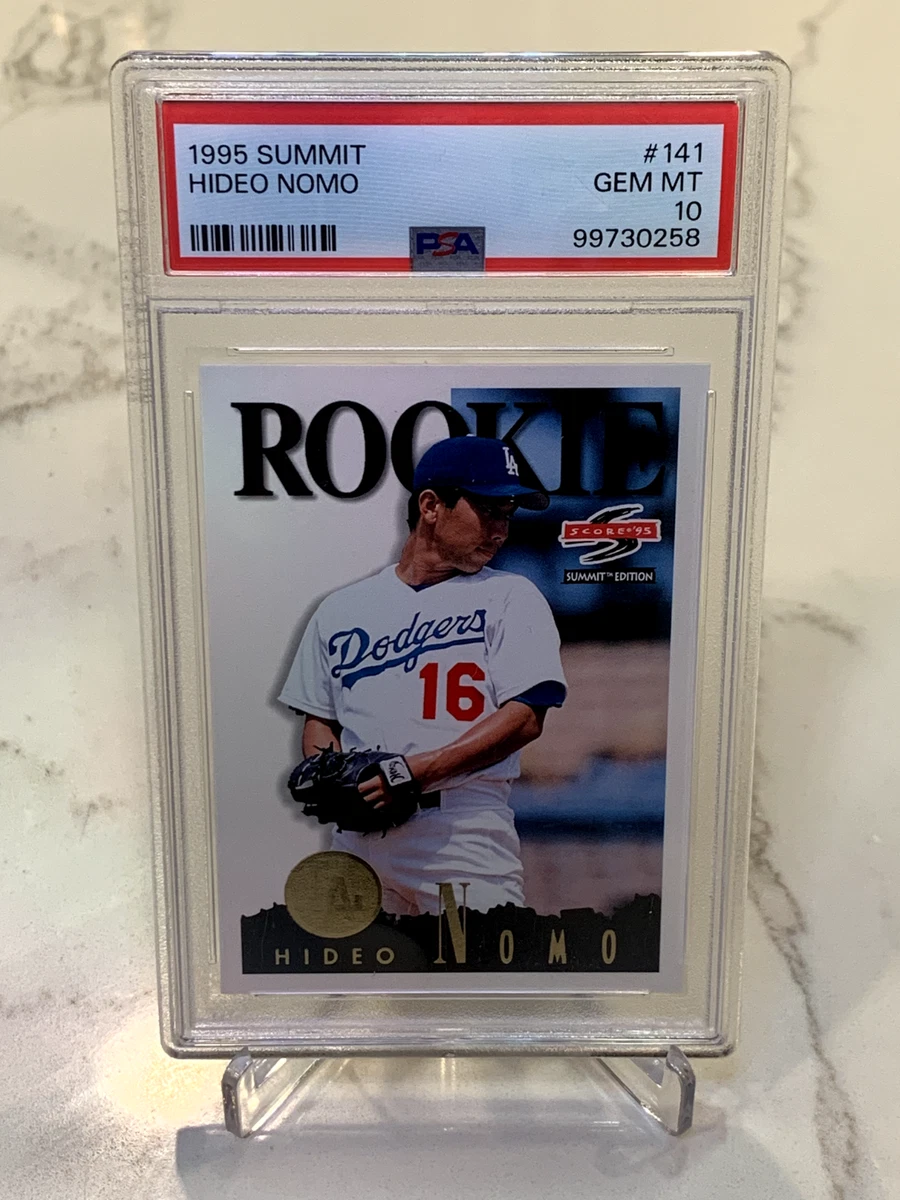 1995 SUMMIT #141
HIDEO NOMO GEM MT
10
PSA 99730258
ROOKIE
LA
SCORE®'95
SUMMIT™ EDITION
Dodgers
16
HIDEO NOMO